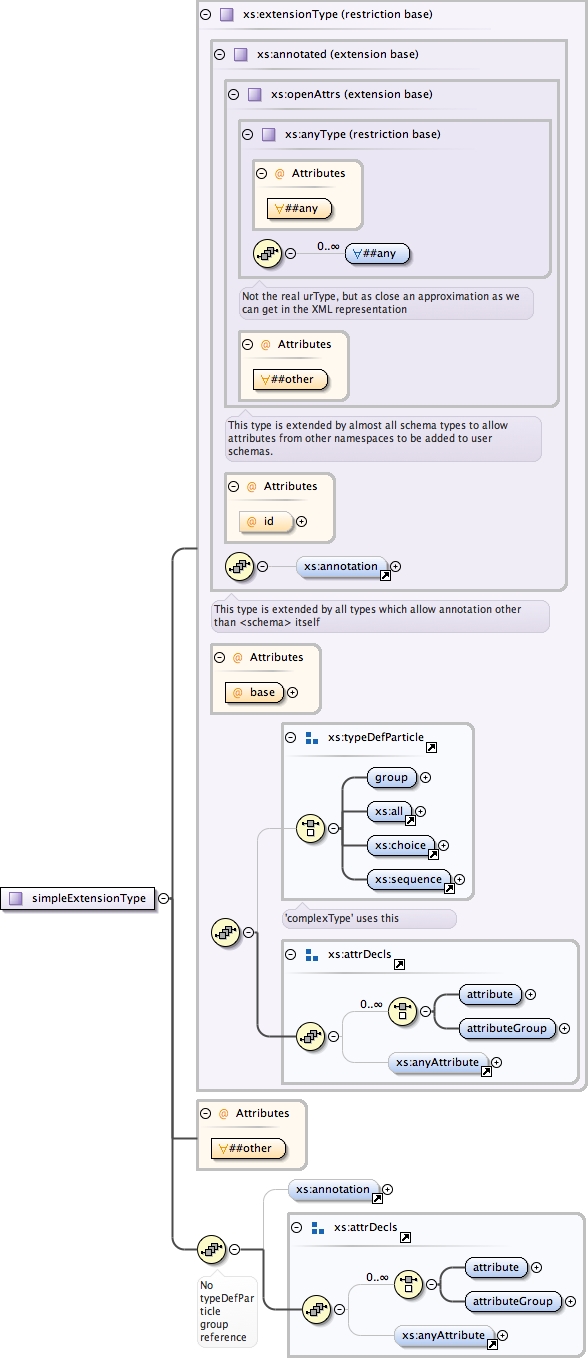 xs:extensionType (restriction base)
xs:annotated (extension base)
xs:openAttrs (extension base)
xs:anyType (restriction base)
@ Attributes
∀##any
0..∞
∀##any
Not the real urType, but as close an approximation as we
can get in the XML representation
@ Attributes
∀##other
This type is extended by almost all schema types to allow
attributes from other namespaces to be added to user
schemas.
@ Attributes
@ id
xs:annotation
This type is extended by all types which allow annotation other
than <schema> itself
@ Attributes
@ base
xs:typeDefParticle
group
xs:all
xs:choice
xs:sequence
simpleExtensionType
'complexType' uses this
xs:attrDecls
0..∞
attribute
attributeGroup
xs:anyAttribute
@ Attributes
∀##other
xs:annotation
xs:attrDecls
0..∞
attribute
attributeGroup
xs:anyAttribute
No
typeDefPar
ticle
group
reference